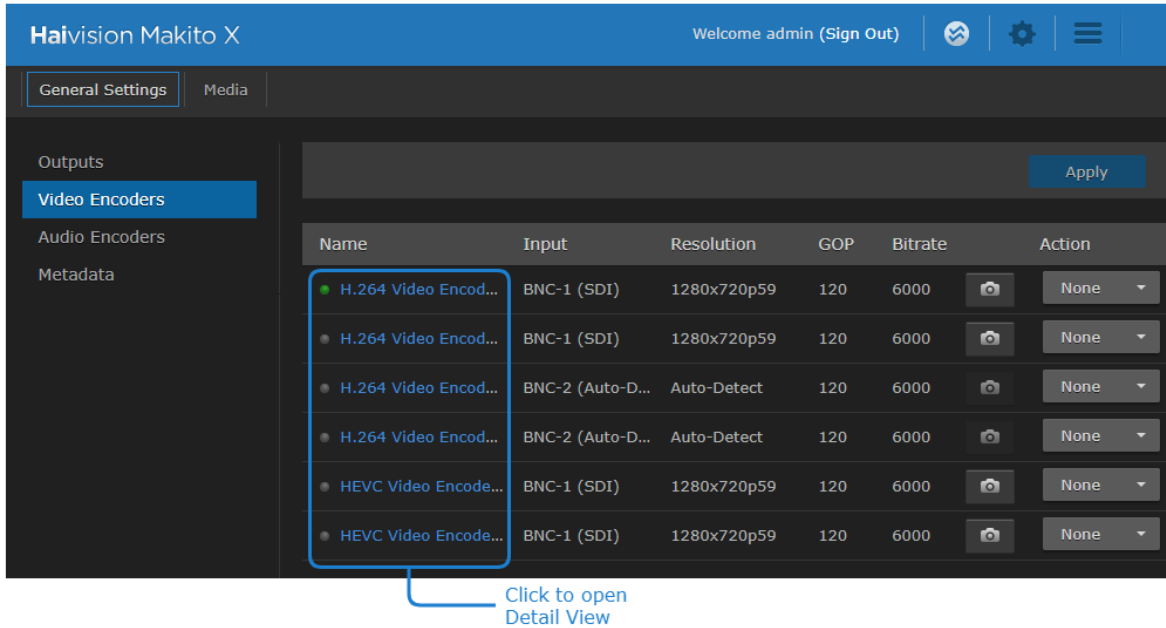 Haivision Makito X
Welcome admin (Sign Out)
General Settings Media
Outputs
Video Encoders
Audio Encoders
Metadata
Apply
Name Input Resolution GOP Bitrate Action
H.264 Video Encod... BNC-1 (SDI) 1280x720p59 120 6000 None
H.264 Video Encod... BNC-1 (SDI) 1280x720p59 120 6000 None
H.264 Video Encod... BNC-2 (Auto-D... Auto-Detect 120 6000 None
H.264 Video Encod... BNC-2 (Auto-D... Auto-Detect 120 6000 None
HEVC Video Encode... BNC-1 (SDI) 1280x720p59 120 6000 None
HEVC Video Encode... BNC-1 (SDI) 1280x720p59 120 6000 None
Click to open
Detail View